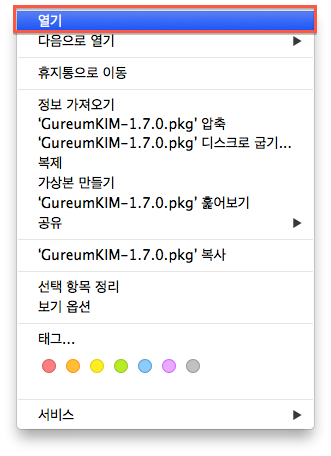 열기
다음으로 열기
휴지통으로 이동
정보 가져오기
‘GureumKIM-1.7.0.pkg’ 압축
‘GureumKIM-1.7.0.pkg’ 디스크로 굽기...
복제
가상본 만들기
‘GureumKIM-1.7.0.pkg’ 훑어보기
공유
‘GureumKIM-1.7.0.pkg’ 복사
선택 항목 정리
보기 옵션
태그...
서비스